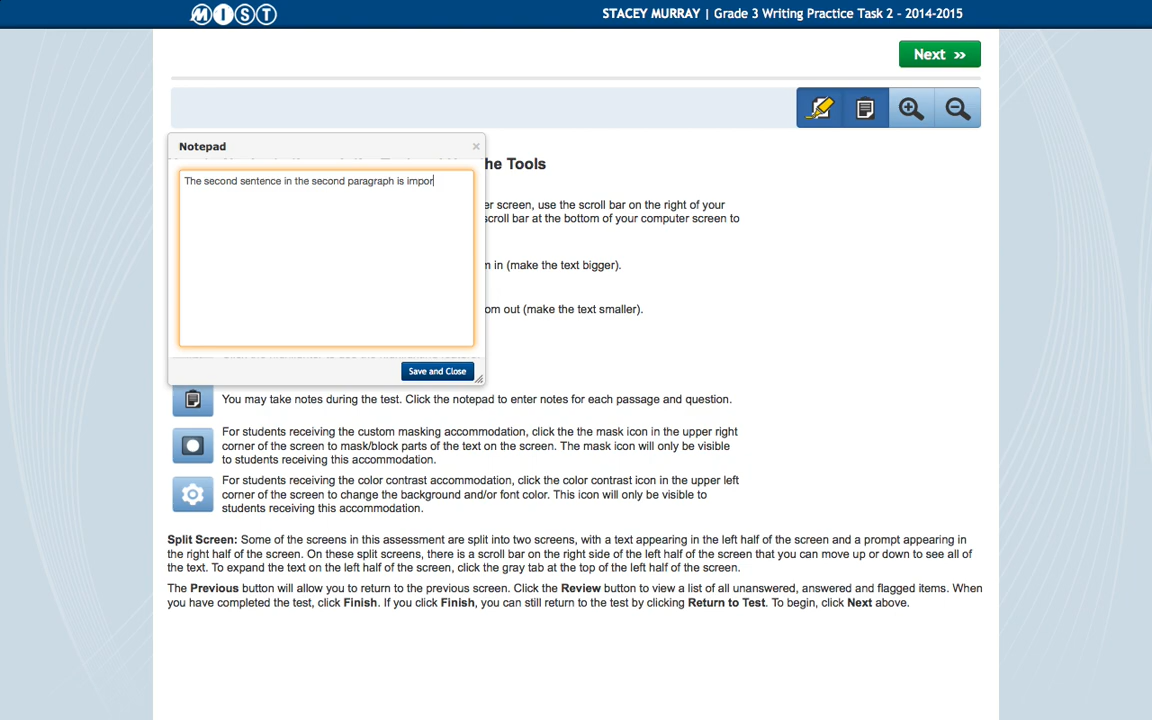 MIST
STACEY MURRAY | Grade 3 Writing Practice Task 2 - 2014-2015
Next »
Notepad
×
The second sentence in the second paragraph is impor
Save and Close
he Tools
er screen, use the scroll bar on the right of your
scroll bar at the bottom of your computer screen to
n in (make the text bigger).
om out (make the text smaller).
You may take notes during the test. Click the notepad to enter notes for each passage and question.
For students receiving the custom masking accommodation, click the the mask icon in the upper right
corner of the screen to mask/block parts of the text on the screen. The mask icon will only be visible
to students receiving this accommodation.
For students receiving the color contrast accommodation, click the color contrast icon in the upper left
corner of the screen to change the background and/or font color. This icon will only be visible to
students receiving this accommodation.
Split Screen: Some of the screens in this assessment are split into two screens, with a text appearing in the left half of the screen and a prompt appearing in
the right half of the screen. On these split screens, there is a scroll bar on the right side of the left half of the screen that you can move up or down to see all of
the text. To expand the text on the left half of the screen, click the gray tab at the top of the left half of the screen.
The Previous button will allow you to return to the previous screen. Click the Review button to view a list of all unanswered, answered and flagged items. When
you have completed the test, click Finish. If you click Finish, you can still return to the test by clicking Return to Test. To begin, click Next above.